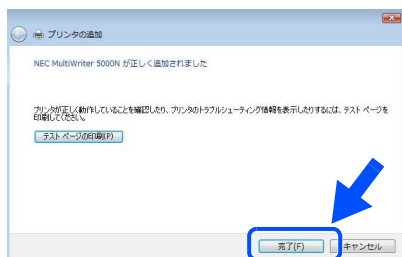 プリンタの追加
NEC MultiWriter 5000N が正しく追加されました
プリンタが正しく動作していることを確認したり、プリンタのトラブルシューティング情報を表示したりするには、テスト ページを
印刷してください。
テスト ページの印刷(P)
完了(F)
キャンセル